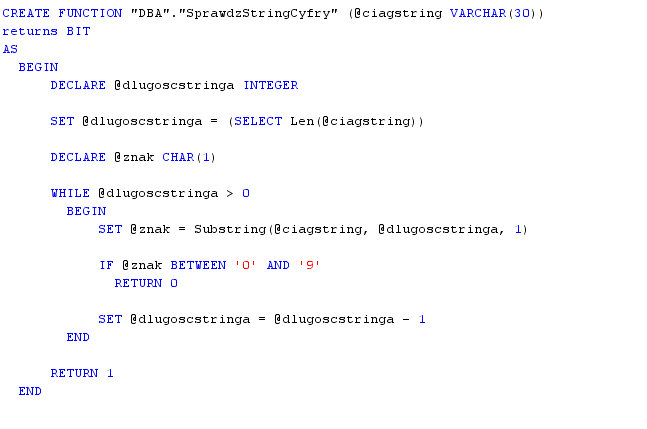 CREATE FUNCTION "DBA"."SprawdzStringCyfry" (@ciagstring VARCHAR(30))
returns BIT
AS
BEGIN
DECLARE @dlugoscstringa INTEGER
SET @dlugoscstringa = (SELECT Len(@ciagstring))
DECLARE @znak CHAR(1)
WHILE @dlugoscstringa > 0
BEGIN
SET @znak = Substring(@ciagstring, @dlugoscstringa, 1)
IF @znak BETWEEN '0' AND '9'
RETURN 0
SET @dlugoscstringa = @dlugoscstringa - 1
END
RETURN 1
END